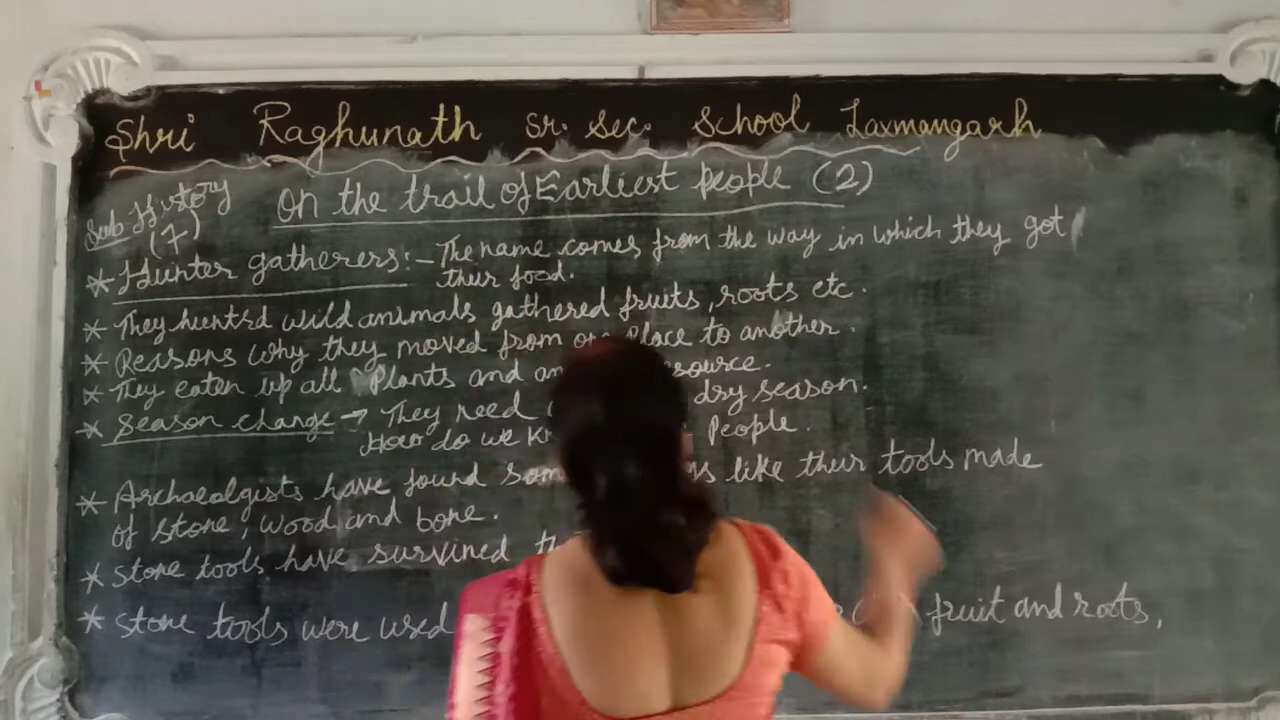 Shri Raghunath Sr. Sec. School Laxmangarh
Sub History On the trail of Earliest people (2)
(7)
* Hunter gatherers:- The name comes from the way in which they got
their food.
* They huntsd wild animals gathered fruits, roots etc.
* Reasons why they moved from one place to another.
* They eaten up all Plants and source.
* Season change → They need dry season.
How do we People.
* Archaeolgists have found like their tools made
of stone, wood and bone.
* Stone tools have survined
* Stone tools were used fruit and roots,